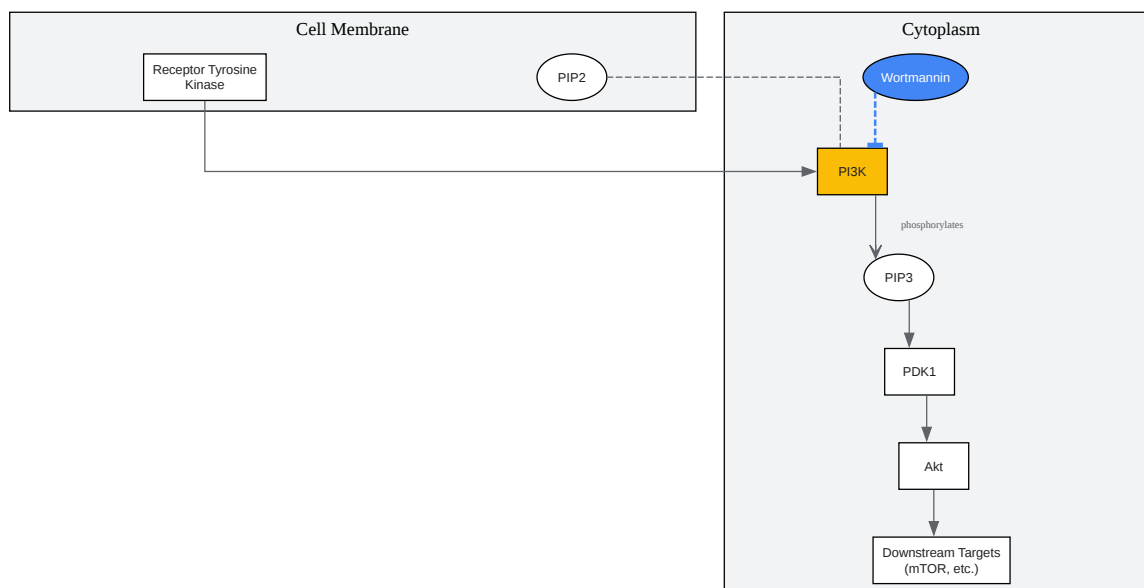 Cell Membrane
Cytoplasm
Receptor Tyrosine
Kinase
PIP2
Wortmannin
PI3K
phosphorylates
PIP3
PDK1
Akt
Downstream Targets
(mTOR, etc.)